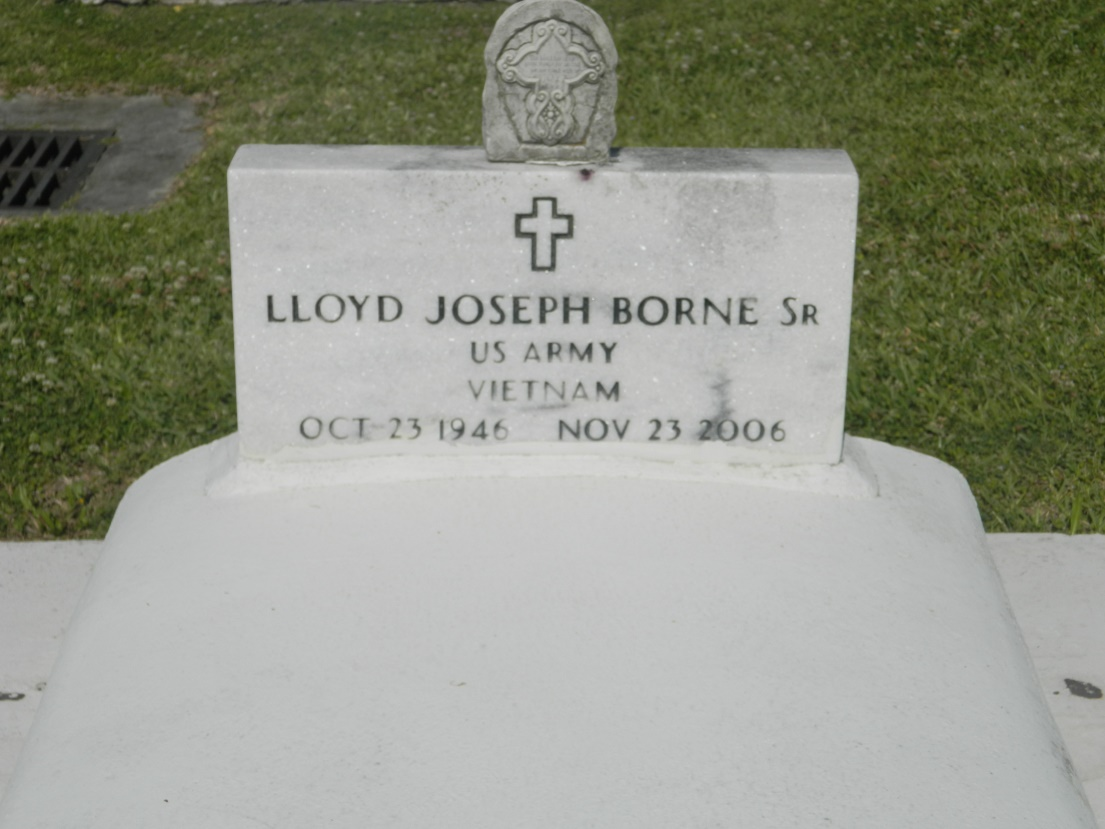 LLOYD JOSEPH BORNE SR
US ARMY
VIETNAM
OCT 23 1946 NOV 23 2006